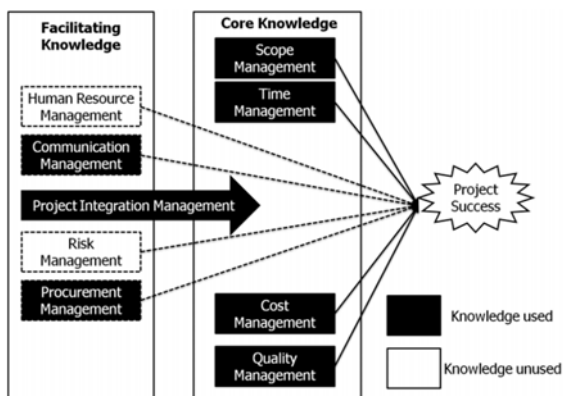 Facilitating
Knowledge
Human Resource
Management
Communication
Management
Project Integration Management
Risk
Management
Procurement
Management
Core Knowledge
Scope
Management
Time
Management
Cost
Management
Quality
Management
Project
Success
Knowledge used
Knowledge unused